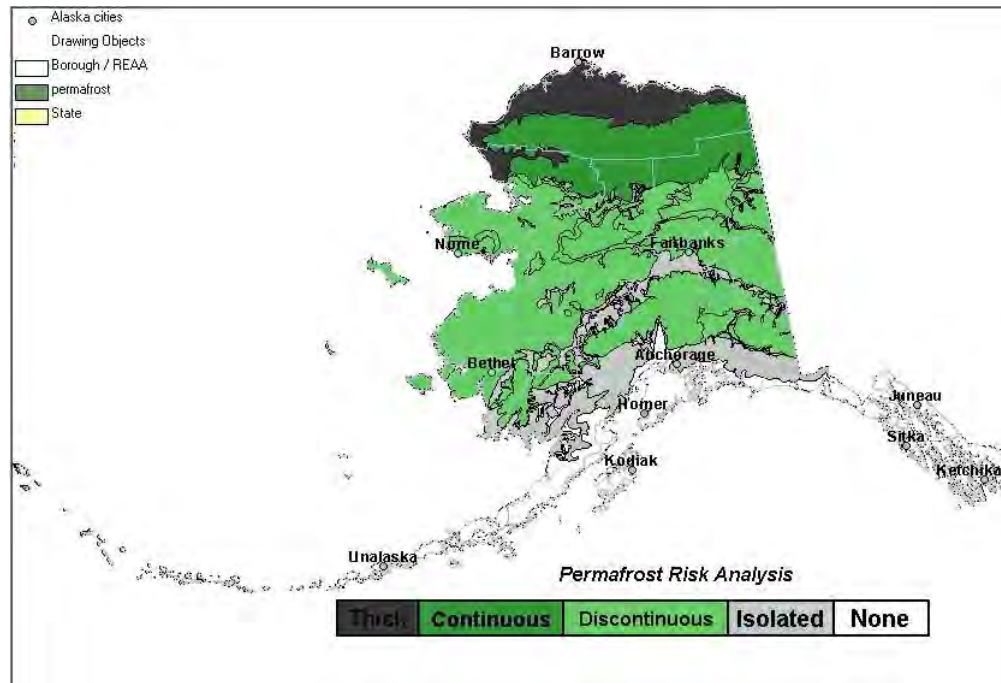 Alaska cities
Drawing Objects
Borough / REAA
permafrost
State
Barrow
Nome
Fairbanks
Bethel
Anchorage
Homer
Juneau
Sitka
Kodiak
Ketchika
Unalaska
Permafrost Risk Analysis
Thick Continuous Discontinuous Isolated None